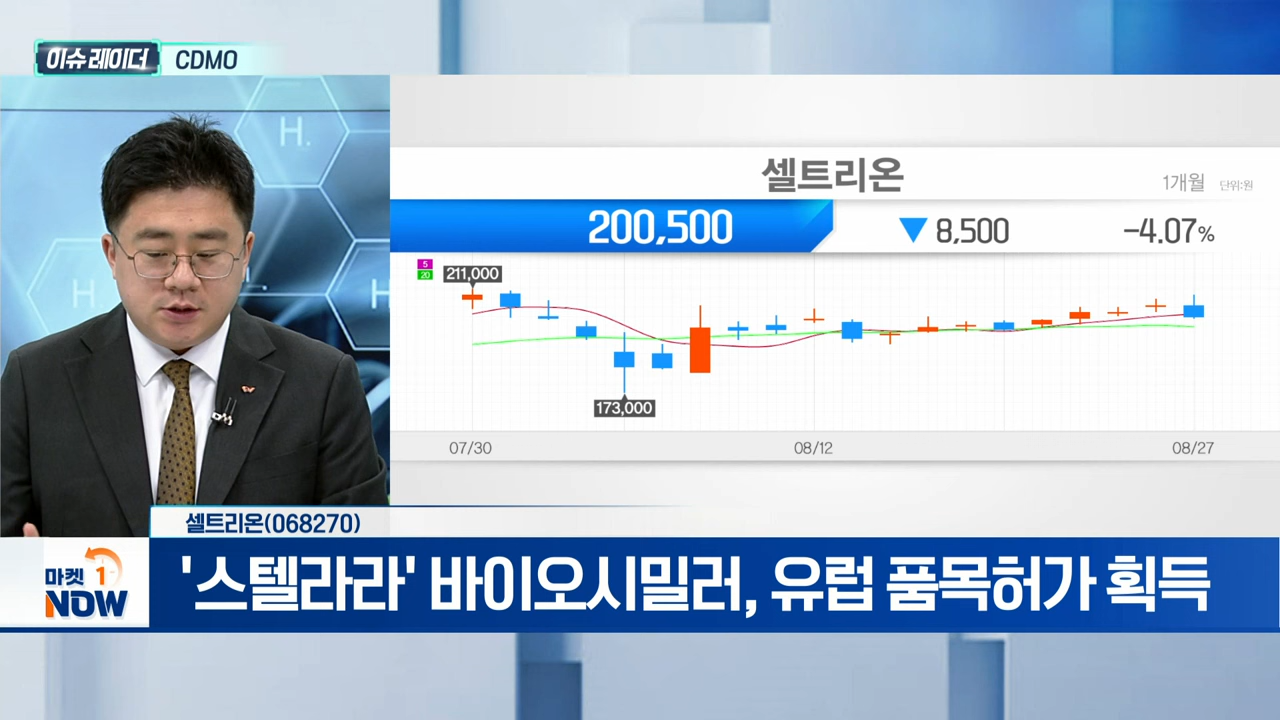 이슈레이더 CDMO
H.
H.
H
셀트리온
1개월 단위:원
200,500 ▼ 8,500 -4.07%
5
20
211,000
173,000
07/30 08/12 08/27
셀트리온(068270)
마켓 1
NOW
'스텔라라' 바이오시밀러, 유럽 품목허가 획득